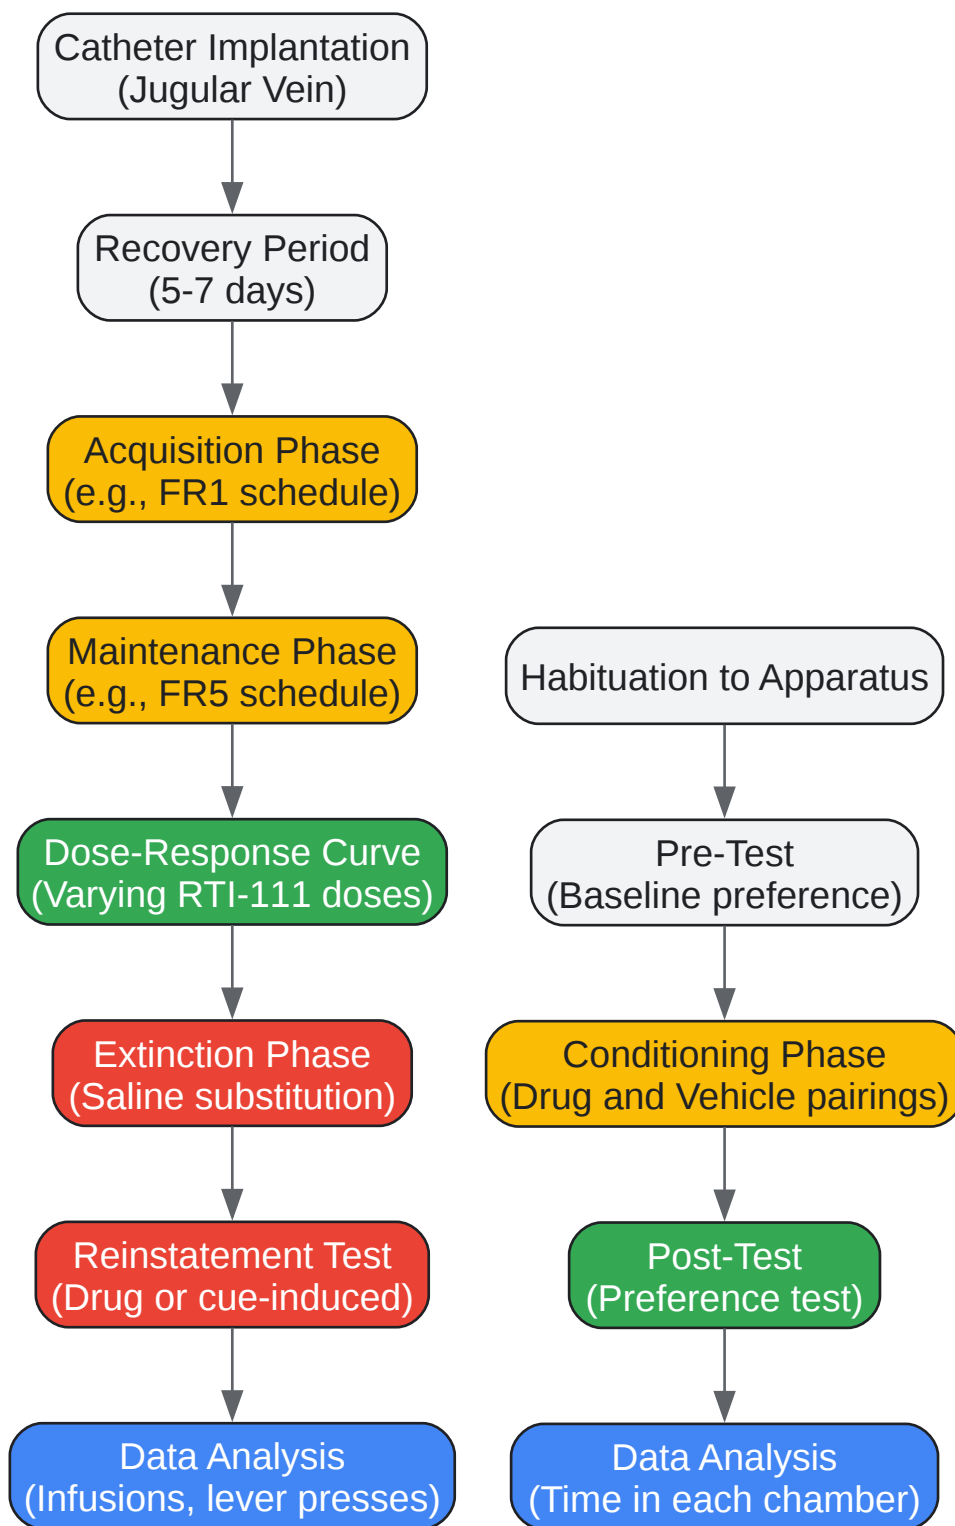 Catheter Implantation
(Jugular Vein)
Recovery Period
(5-7 days)
Acquisition Phase
(e.g., FR1 schedule)
Maintenance Phase
(e.g., FR5 schedule)
Dose-Response Curve
(Varying RTI-111 doses)
Extinction Phase
(Saline substitution)
Reinstatement Test
(Drug or cue-induced)
Data Analysis
(Infusions, lever presses)
Habituation to Apparatus
Pre-Test
(Baseline preference)
Conditioning Phase
(Drug and Vehicle pairings)
Post-Test
(Preference test)
Data Analysis
(Time in each chamber)